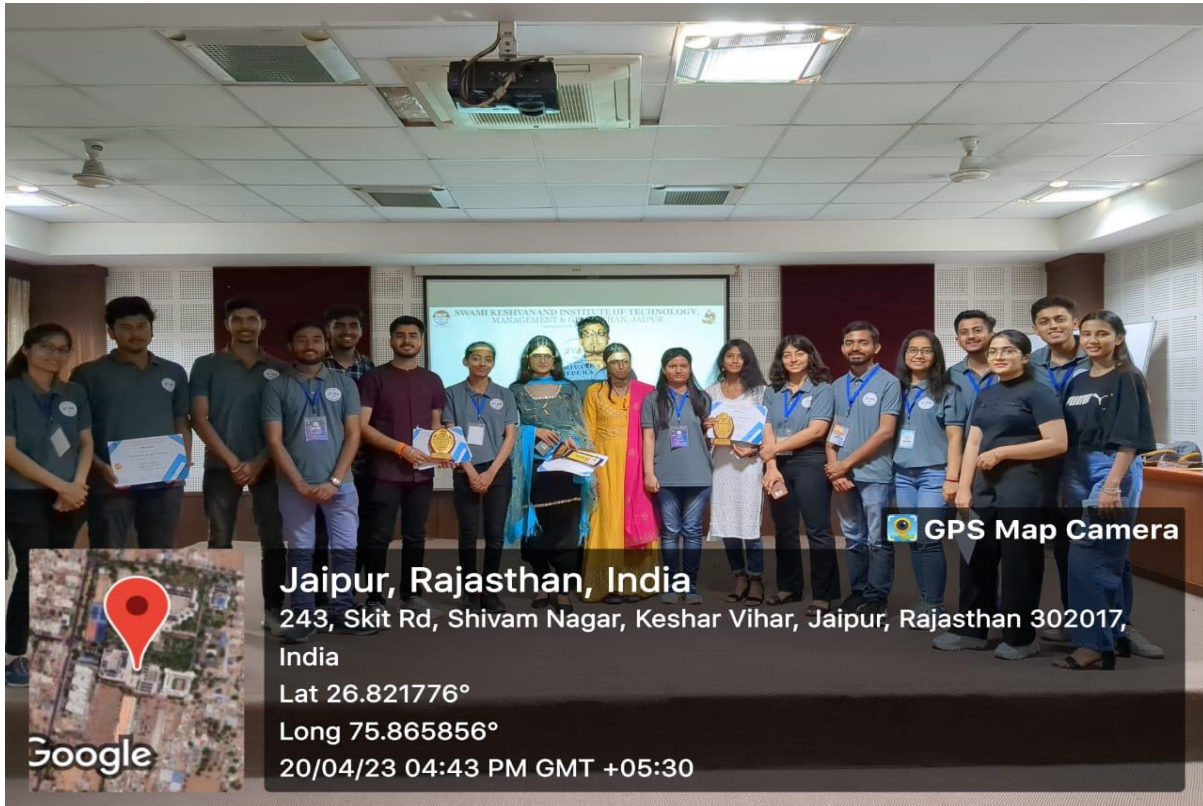 SWAMI KESHVANAND INSTITUTE OF TECHNOLOGY,
MANAGEMENT & JAIPUR
GPS Map Camera
Jaipur, Rajasthan, India
243, Skit Rd, Shivam Nagar, Keshar Vihar, Jaipur, Rajasthan 302017,
India
Lat 26.821776°
Long 75.865856°
20/04/23 04:43 PM GMT +05:30
Google